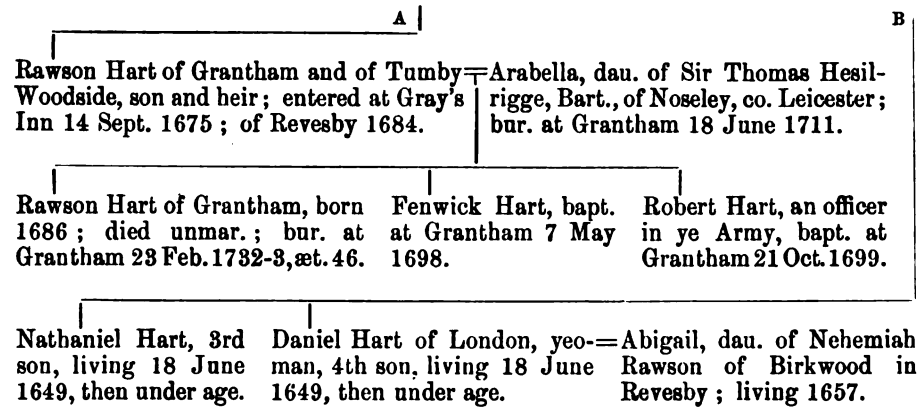 A B
Rawson Hart of Grantham and of Tumby=Arabella, dau. of Sir Thomas Hesil-
Woodside, son and heir; entered at Gray's rigge, Bart., of Noseley, co. Leicester;
Inn 14 Sept. 1675; of Revesby 1684. bur. at Grantham 18 June 1711.
Rawson Hart of Grantham, born
1686; died unmar.; bur. at
Grantham 23 Feb. 1732-3, æt. 46.
Fenwick Hart, bapt.
at Grantham 7 May
1698.
Robert Hart, an officer
in ye Army, bapt. at
Grantham 21 Oct. 1699.
Nathaniel Hart, 3rd
son, living 18 June
1649, then under age.
Daniel Hart of London, yeo-=Abigail, dau. of Nehemiah
man, 4th son, living 18 June Rawson of Birkwood in
1649, then under age. Revesby; living 1657.